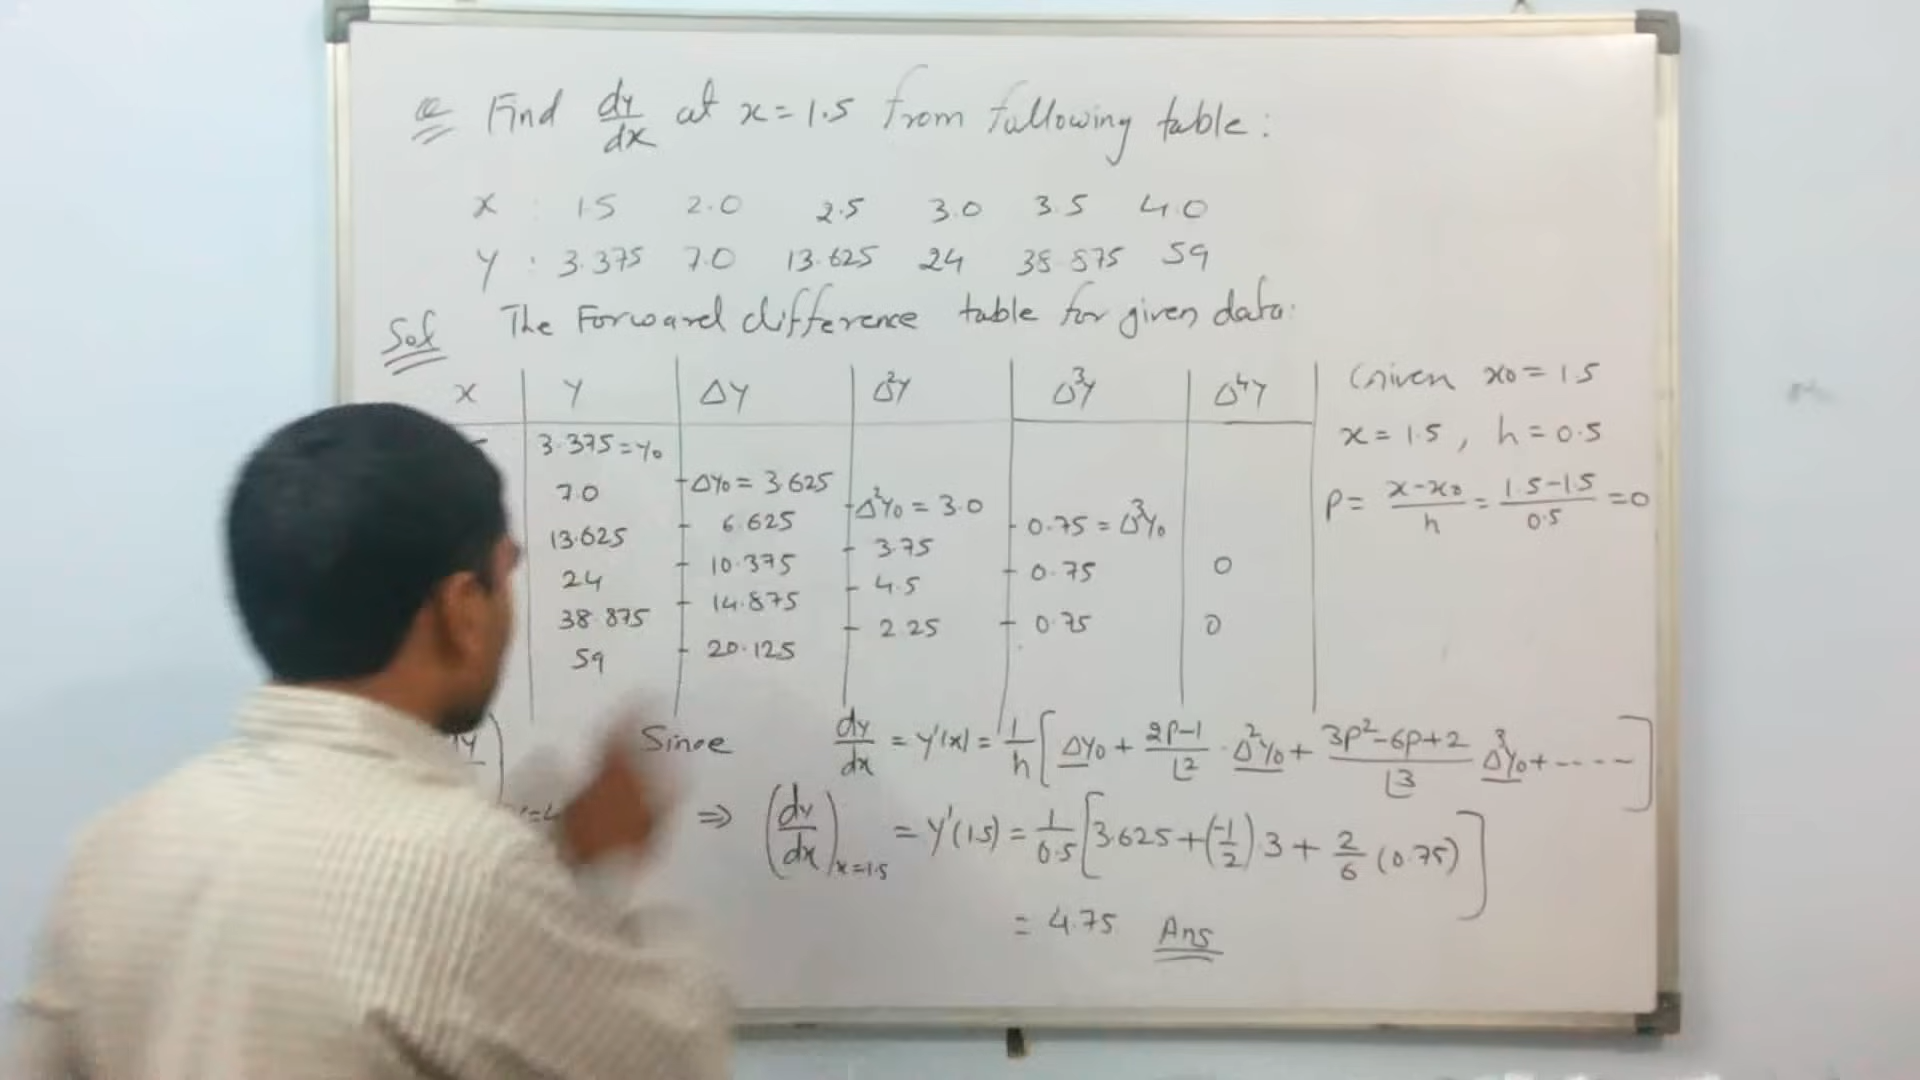 Q Find dy/dx at x = 1.5 from following table :
x : 1.5 2.0 2.5 3.0 3.5 4.0
y : 3.375 7.0 13.625 24 38.875 59
Sol The Forward difference table for given data:
x y Δy Δ²y Δ³y Δ⁴y
3.375 = y₀
Δy₀ = 3.625
7.0
Δ²y₀ = 3.0
6.625
0.75 = Δ³y₀
13.625
3.75
10.375
0.75 0
24
4.5
14.875
0.75 0
38.875
2.25
20.125
59
Given x₀ = 1.5
x = 1.5 , h = 0.5
P = (x-x₀)/h = (1.5-1.5)/0.5 = 0
Since dy/dx = y'(x) = 1/h [Δy₀ + (2P-1)/∟2 · Δ²y₀ + (3P²-6P+2)/∟3 Δ³y₀ + -----]
⇒ (dy/dx)x=1.5 = y'(1.5) = 1/0.5 [3.625 + (-1/2).3 + 2/6 (0.75)]
= 4.75 Ans